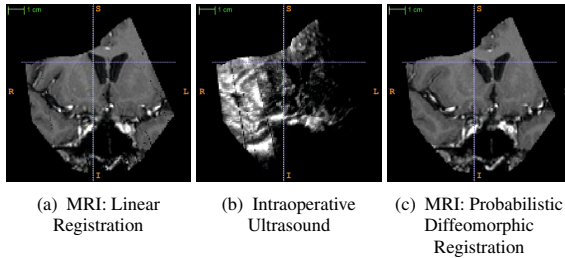 1 cm S
1 cm S
1 cm S
R L
R L
R L
I
I
I
(a) MRI: Linear
Registration
(b) Intraoperative
Ultrasound
(c) MRI: Probabilistic
Diffeomorphic
Registration